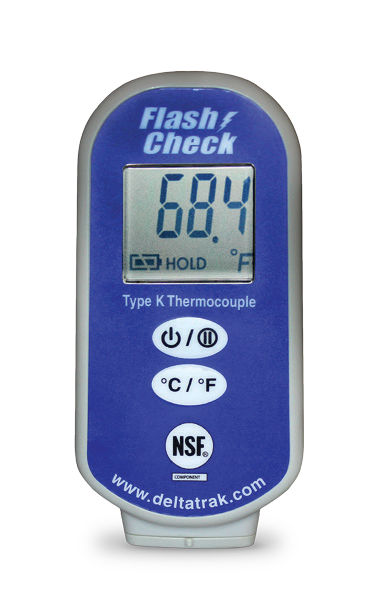 Flash
Check
68.4
HOLD °F
Type K Thermocouple
/
°C / °F
NSF®
COMPONENT
www.deltatrak.com